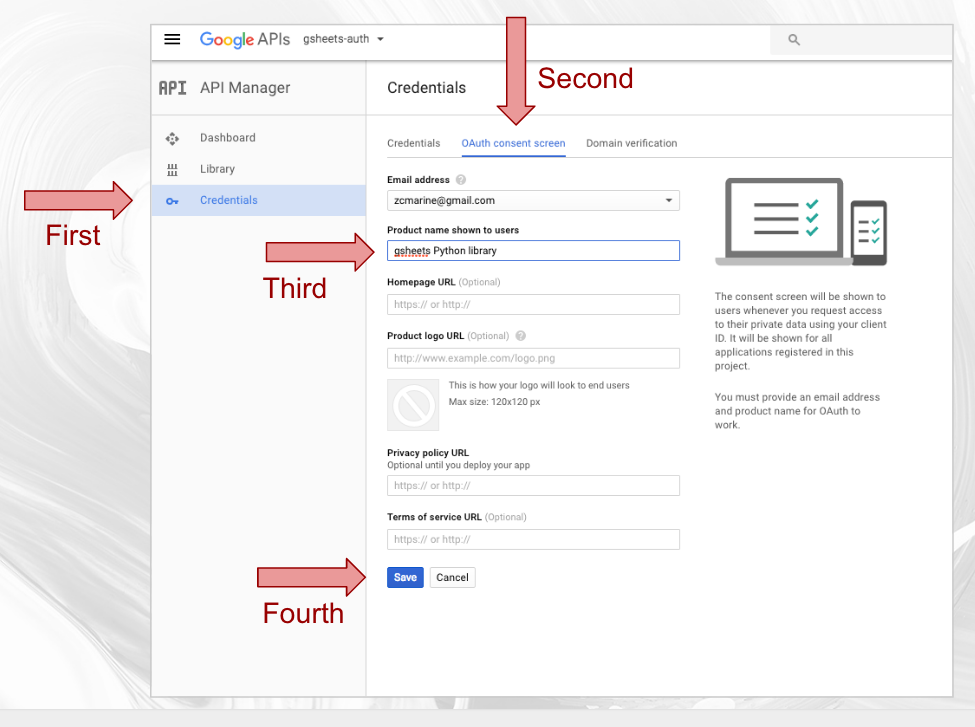 Google APIs gsheets-auth
Second
API API Manager
Credentials
Dashboard
Library
Credentials
First
Credentials OAuth consent screen Domain verification
Email address
zcmarine@gmail.com
Product name shown to users
gsheets Python library
Third
Homepage URL (Optional)
https:// or http://
Product logo URL (Optional)
http://www.example.com/logo.png
This is how your logo will look to end users
Max size: 120x120 px
Privacy policy URL
Optional until you deploy your app
https:// or http://
Terms of service URL (Optional)
https:// or http://
Save Cancel
Fourth
The consent screen will be shown to
users whenever you request access
to their private data using your client
ID. It will be shown for all
applications registered in this
project.
You must provide an email address
and product name for OAuth to
work.